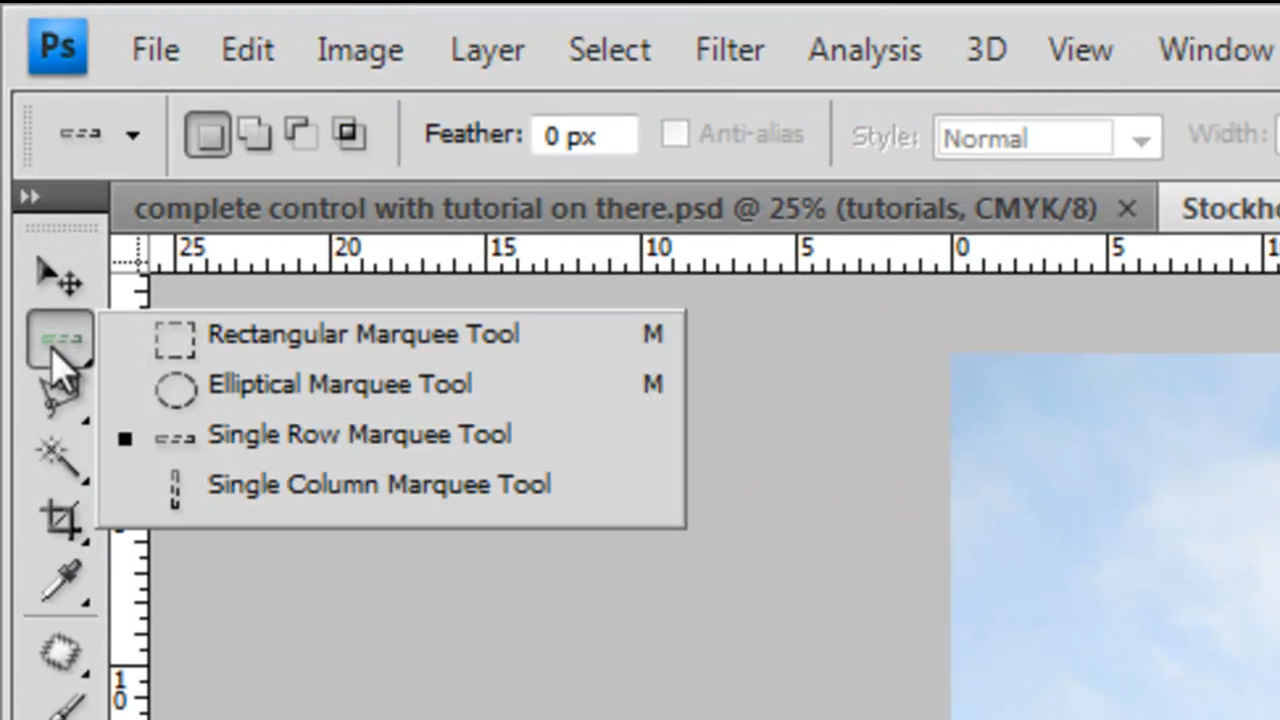 Ps File Edit Image Layer Select Filter Analysis 3D View Window
Feather: 0 px Anti-alias Style: Normal Width:
complete control with tutorial on there.psd @ 25% (tutorials, CMYK/8) ×
25 20 15 10 5 0 5
Rectangular Marquee Tool M
Elliptical Marquee Tool M
Single Row Marquee Tool
Single Column Marquee Tool
10